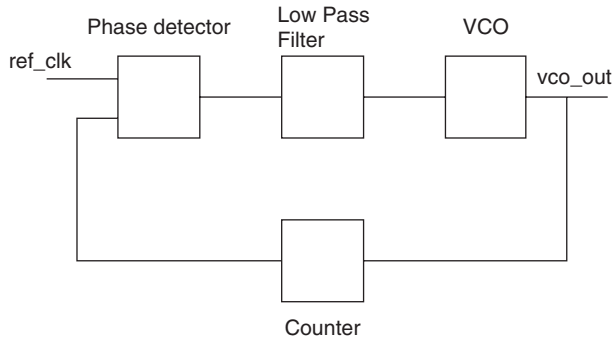 Phase detector
Low Pass
Filter
VCO
ref_clk
vco_out
Counter